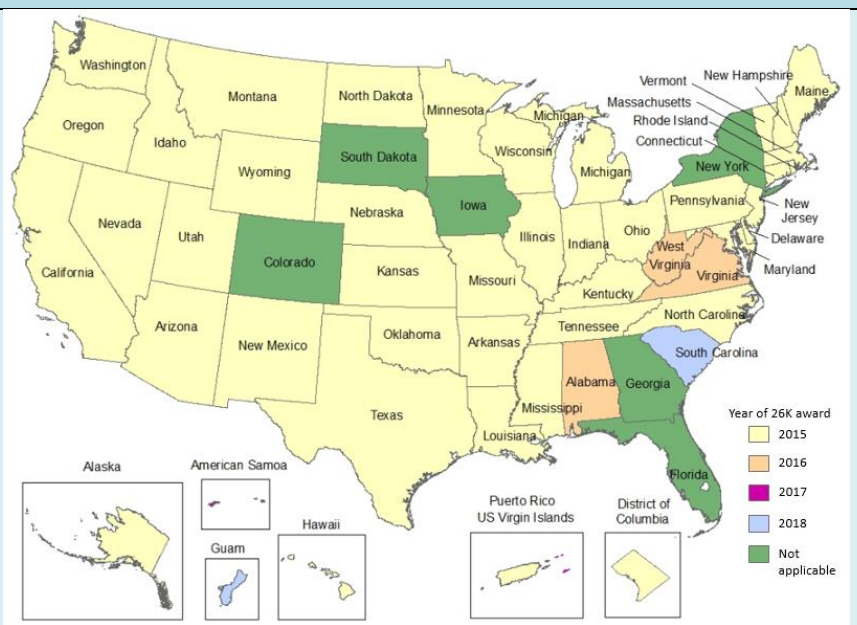 Washington
Montana
North Dakota
Minnesota
Michigan
Vermont
New Hampshire
Maine
Massachusetts
Rhode Island
Connecticut
Oregon
Idaho
Wyoming
South Dakota
Wisconsin
Michigan
New York
Nevada
Utah
Colorado
Nebraska
Iowa
Illinois
Indiana
Ohio
Pennsylvania
New
Jersey
Delaware
Maryland
California
Kansas
Missouri
Kentucky
West
Virginia
Virginia
Arizona
New Mexico
Oklahoma
Arkansas
Tennessee
North Carolina
South Carolina
Texas
Louisiana
Mississippi
Alabama
Georgia
Florida
Year of 26K award
2015
2016
2017
2018
Not
applicable
Alaska
American Samoa
Guam
Hawaii
Puerto Rico
US Virgin Islands
District of
Columbia